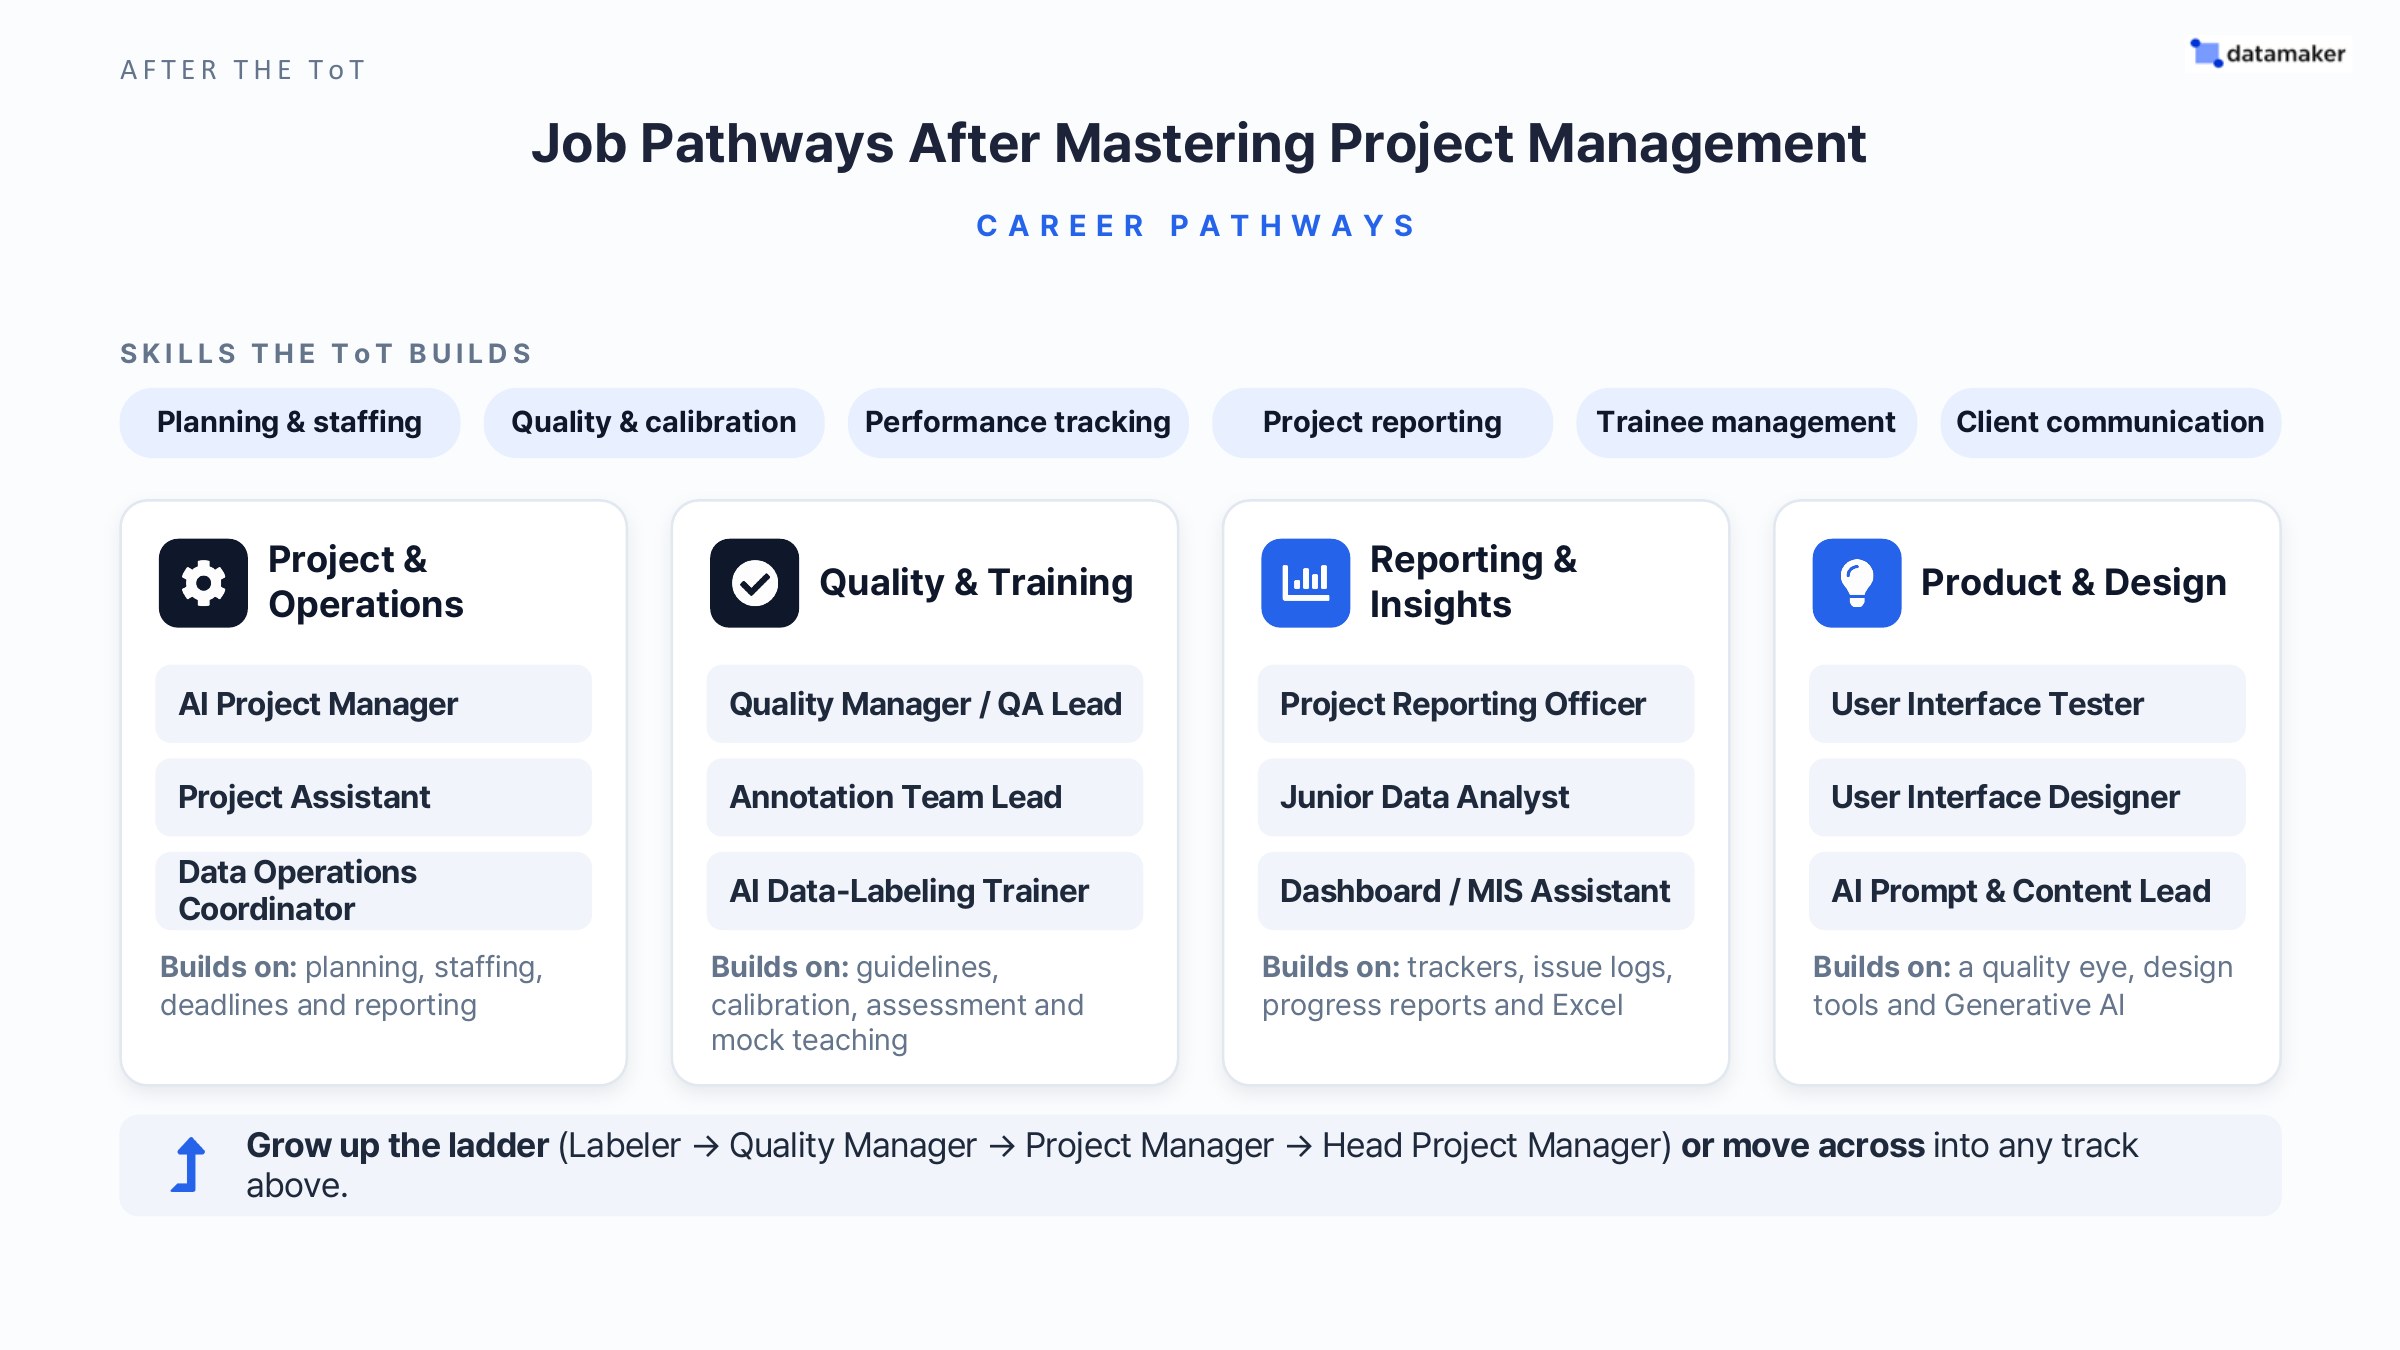 AFTER THE ToT
datamaker
Job Pathways After Mastering Project Management
CAREER PATHWAYS
SKILLS THE ToT BUILDS
Planning & staffing
Quality & calibration
Performance tracking
Project reporting
Trainee management
Client communication
Project &
Operations
AI Project Manager
Project Assistant
Data Operations
Coordinator
Builds on: planning, staffing,
deadlines and reporting
Quality & Training
Quality Manager / QA Lead
Annotation Team Lead
AI Data-Labeling Trainer
Builds on: guidelines,
calibration, assessment and
mock teaching
Reporting &
Insights
Project Reporting Officer
Junior Data Analyst
Dashboard / MIS Assistant
Builds on: trackers, issue logs,
progress reports and Excel
Product & Design
User Interface Tester
User Interface Designer
AI Prompt & Content Lead
Builds on: a quality eye, design
tools and Generative AI
Grow up the ladder (Labeler → Quality Manager → Project Manager → Head Project Manager) or move across into any track
above.